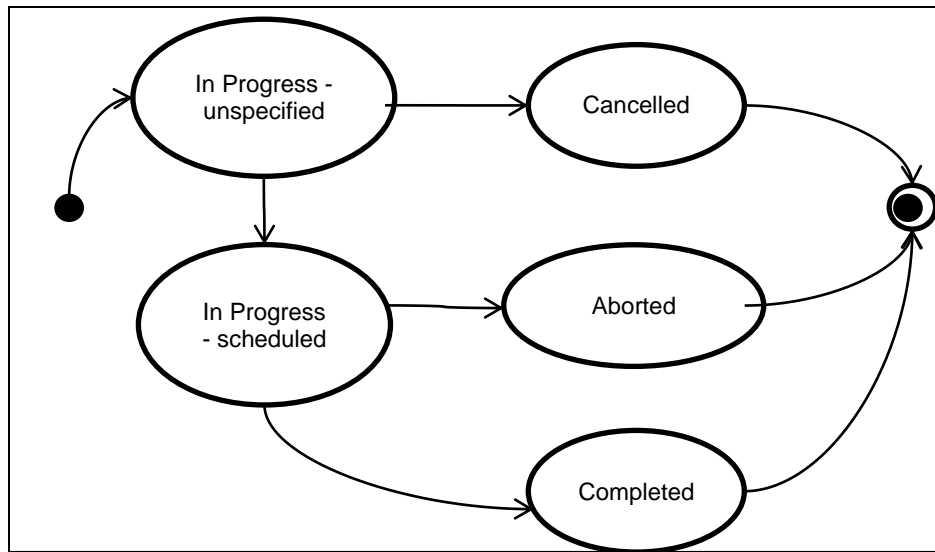 In Progress -
unspecified
Cancelled
In Progress
- scheduled
Aborted
Completed